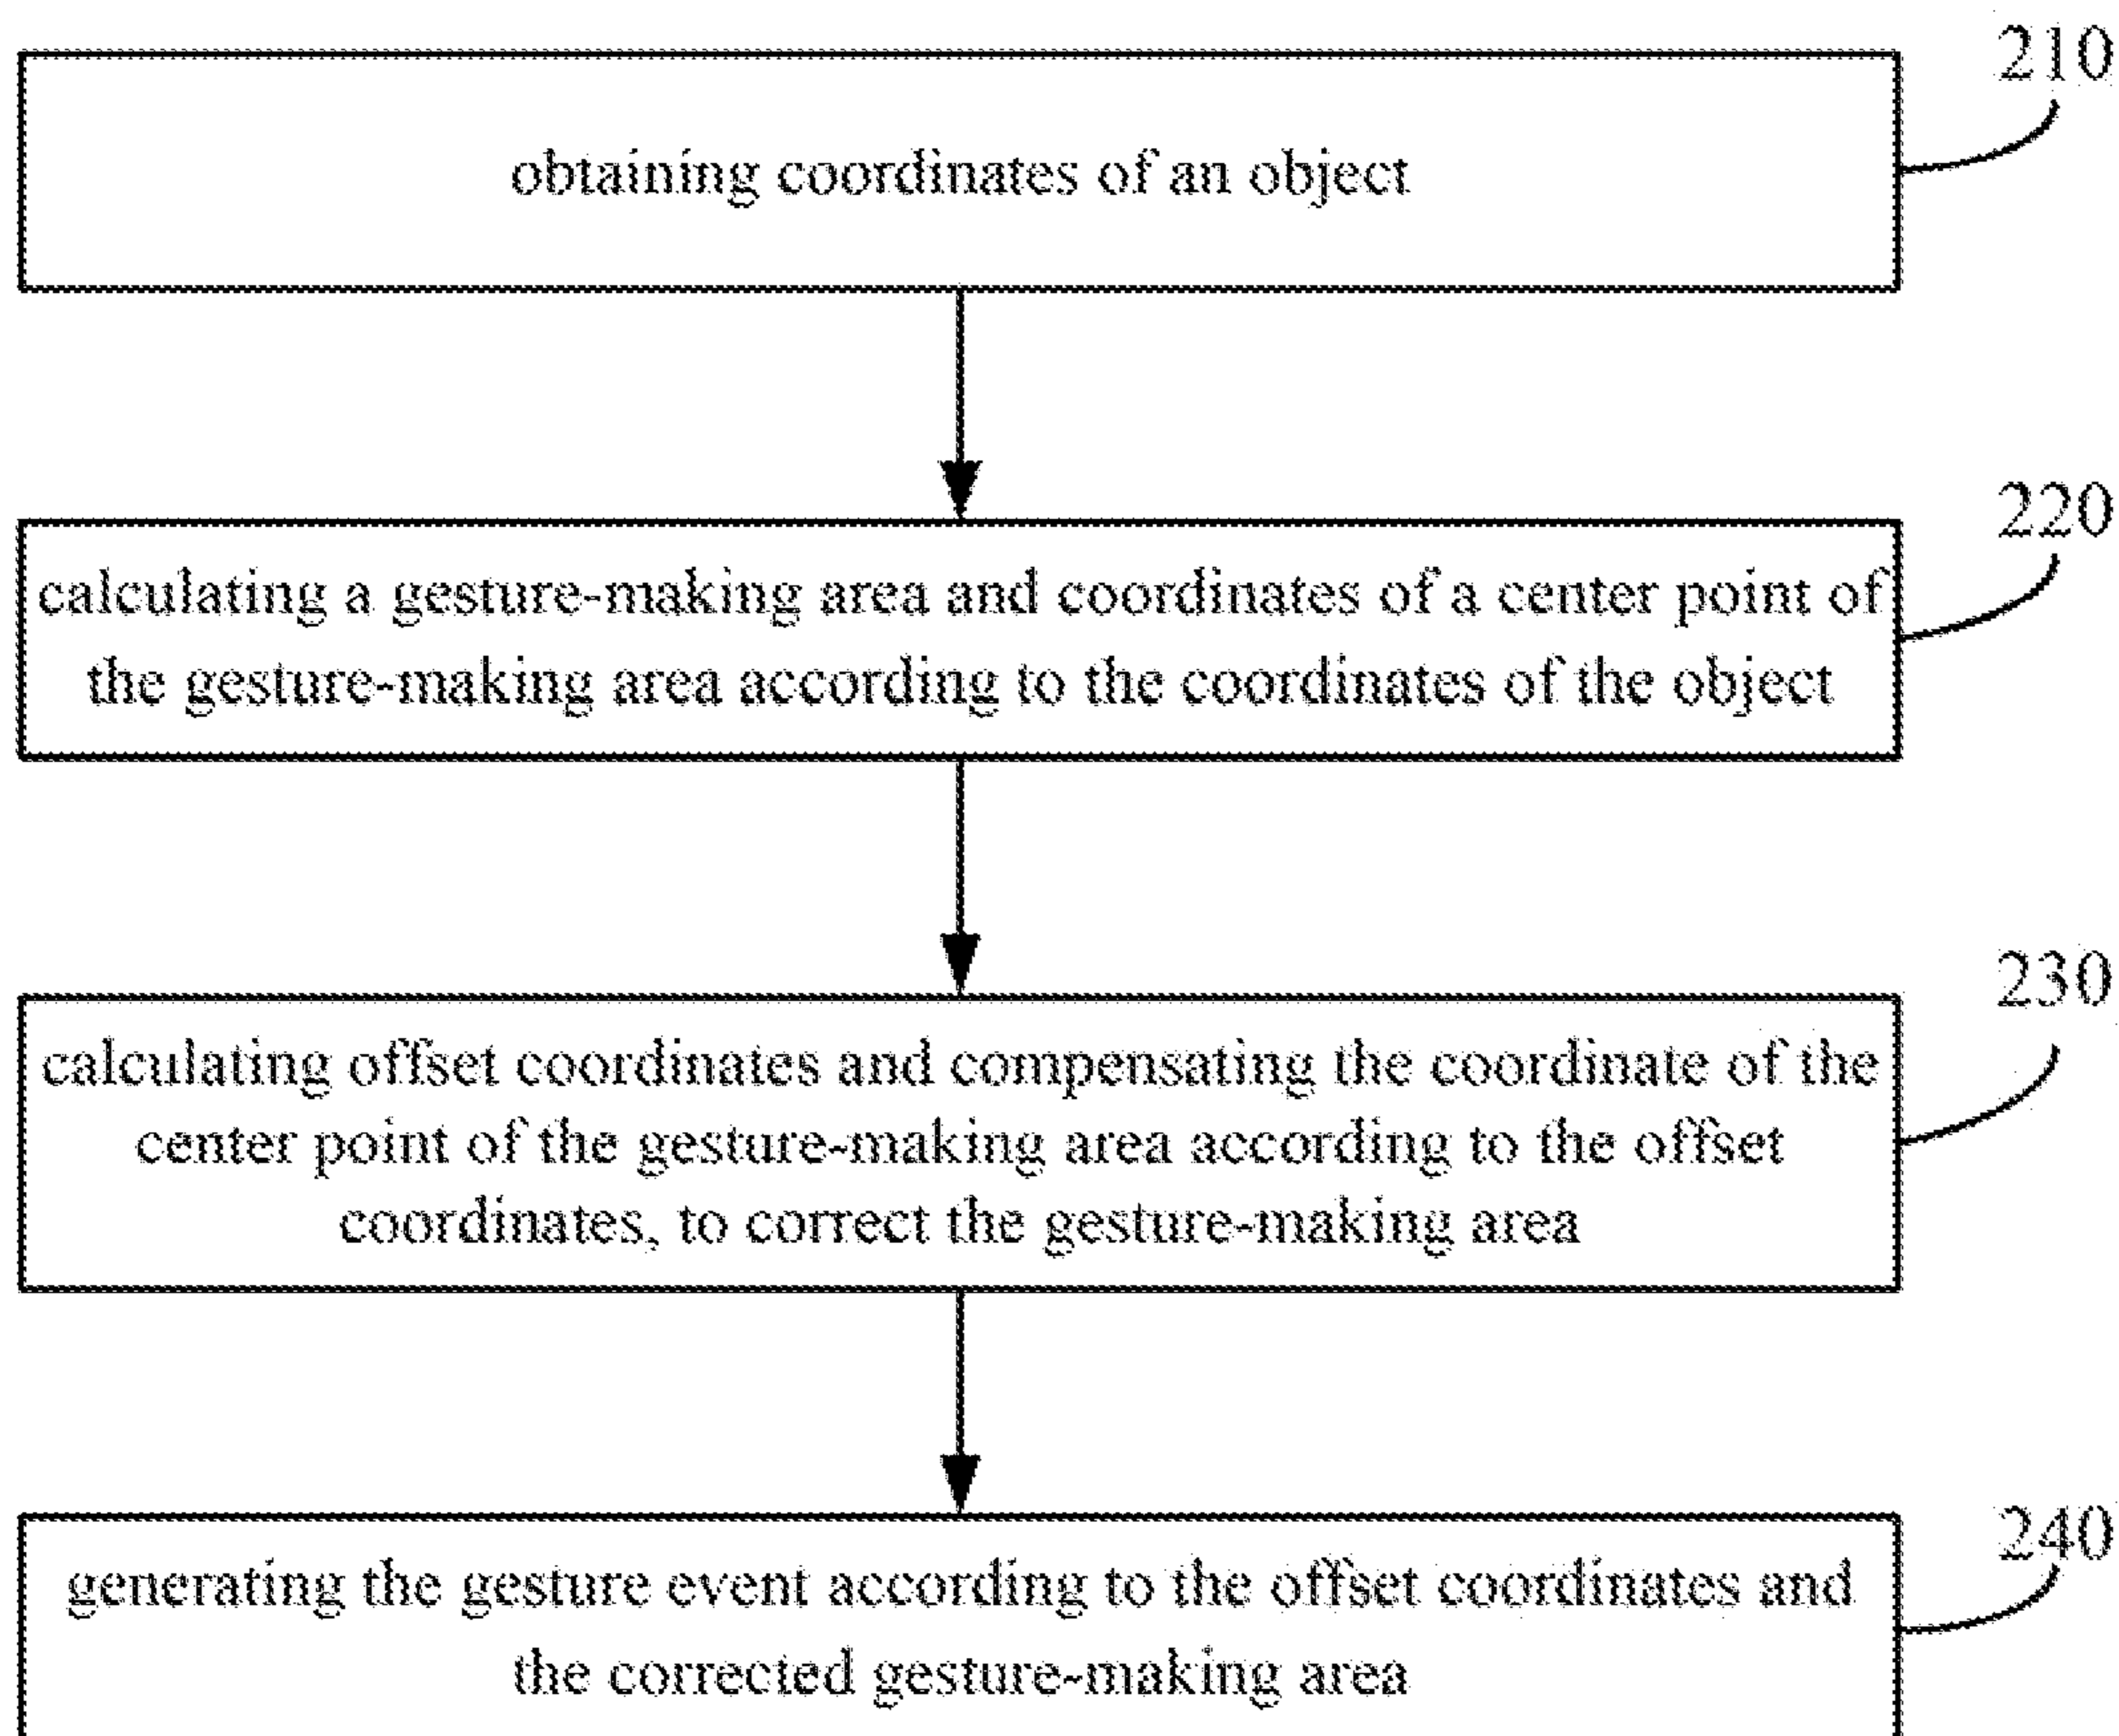 210
obtaining coordinates of an object
220
calculating a gesture-making area and coordinates of a center point of
the gesture-making area according to the coordinates of the object
230
calculating offset coordinates and compensating the coordinate of the
center point of the gesture-making area according to the offset
coordinates, to correct the gesture-making area
240
generating the gesture event according to the offset coordinates and
the corrected gesture-making area